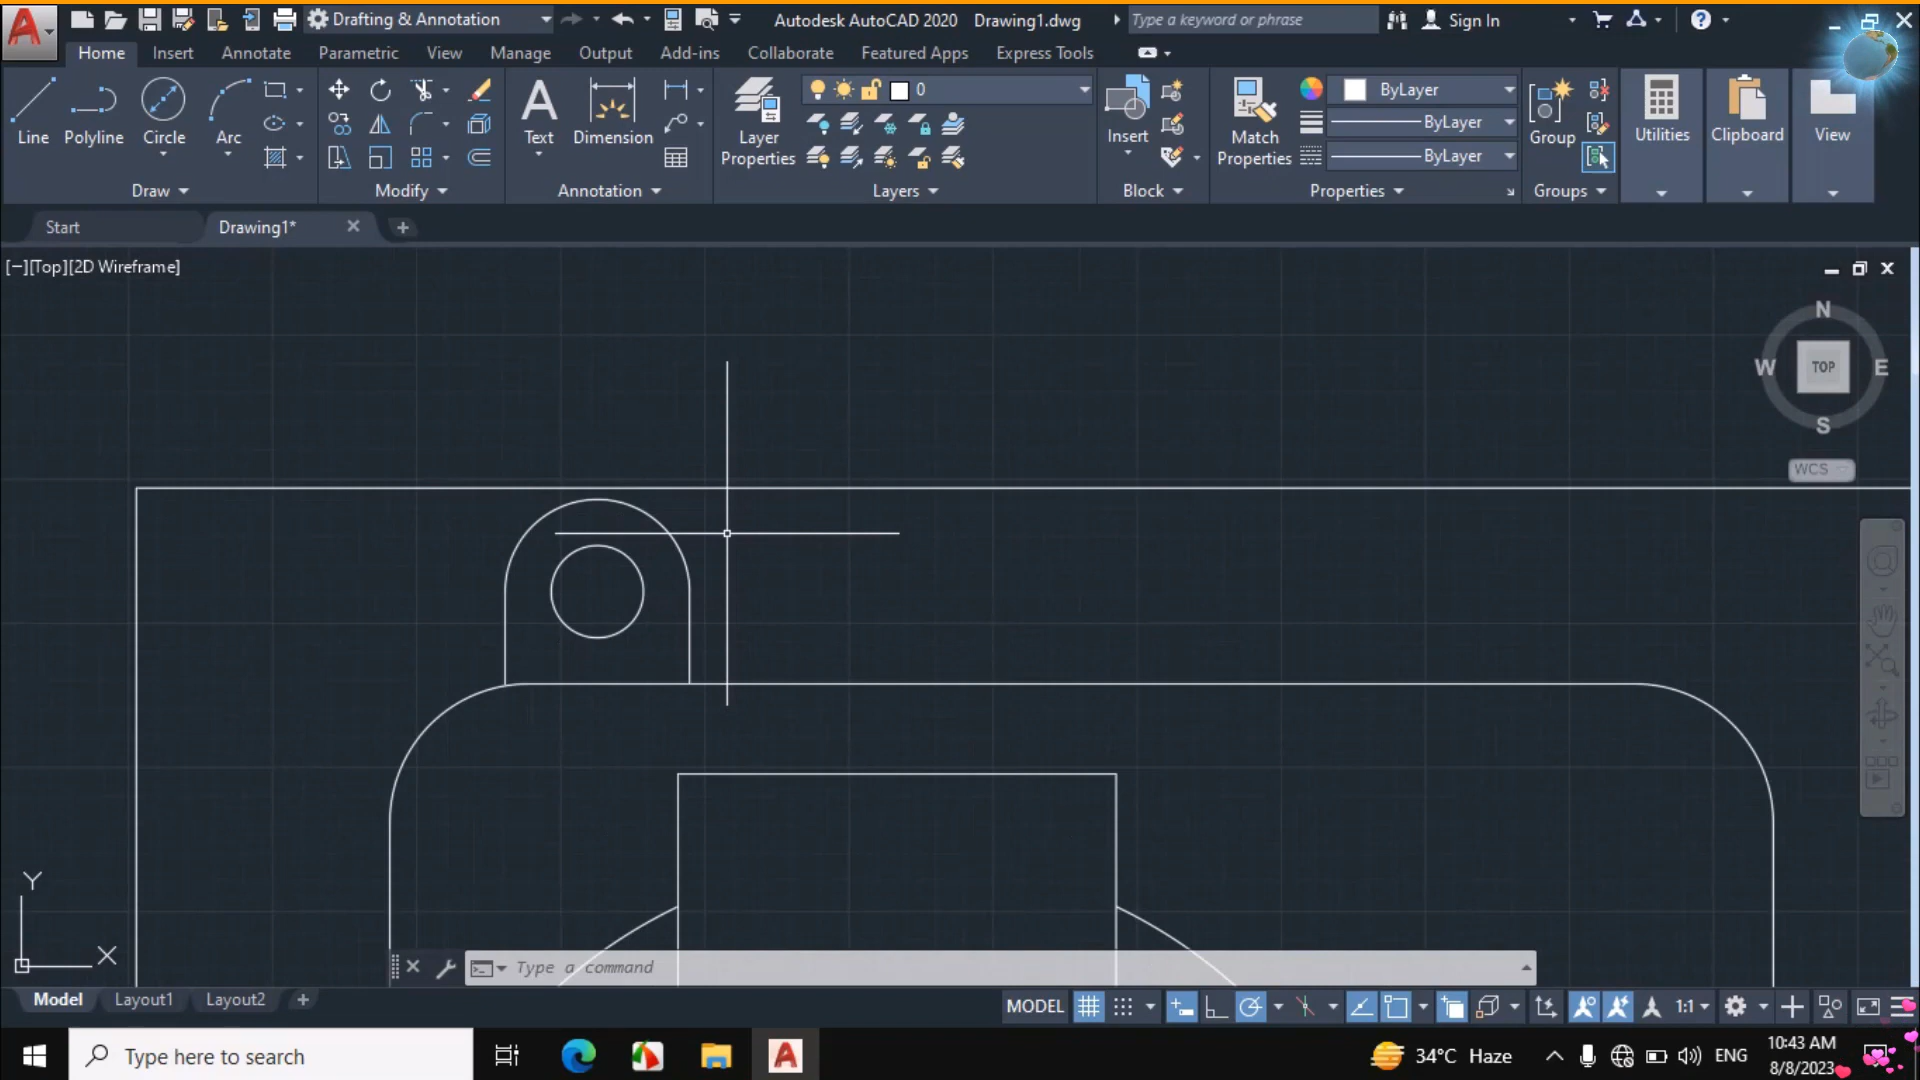 Drafting & Annotation
Autodesk AutoCAD 2020 Drawing1.dwg
Type a keyword or phrase
Sign In
Home Insert Annotate Parametric View Manage Output Add-ins Collaborate Featured Apps Express Tools
Line
Polyline
Circle
Arc
Draw
Modify
Text
Dimension
Annotation
Layer
Properties
0
Layers
Insert
Block
Match
Properties
ByLayer
ByLayer
ByLayer
Properties
Group
Groups
Utilities
Clipboard
View
Start
Drawing1*
[−][Top][2D Wireframe]
N
W
TOP
E
S
WCS
Y
X
Type a command
Model Layout1 Layout2
MODEL
1:1
Type here to search
34°C Haze
ENG
10:43 AM
8/8/2023